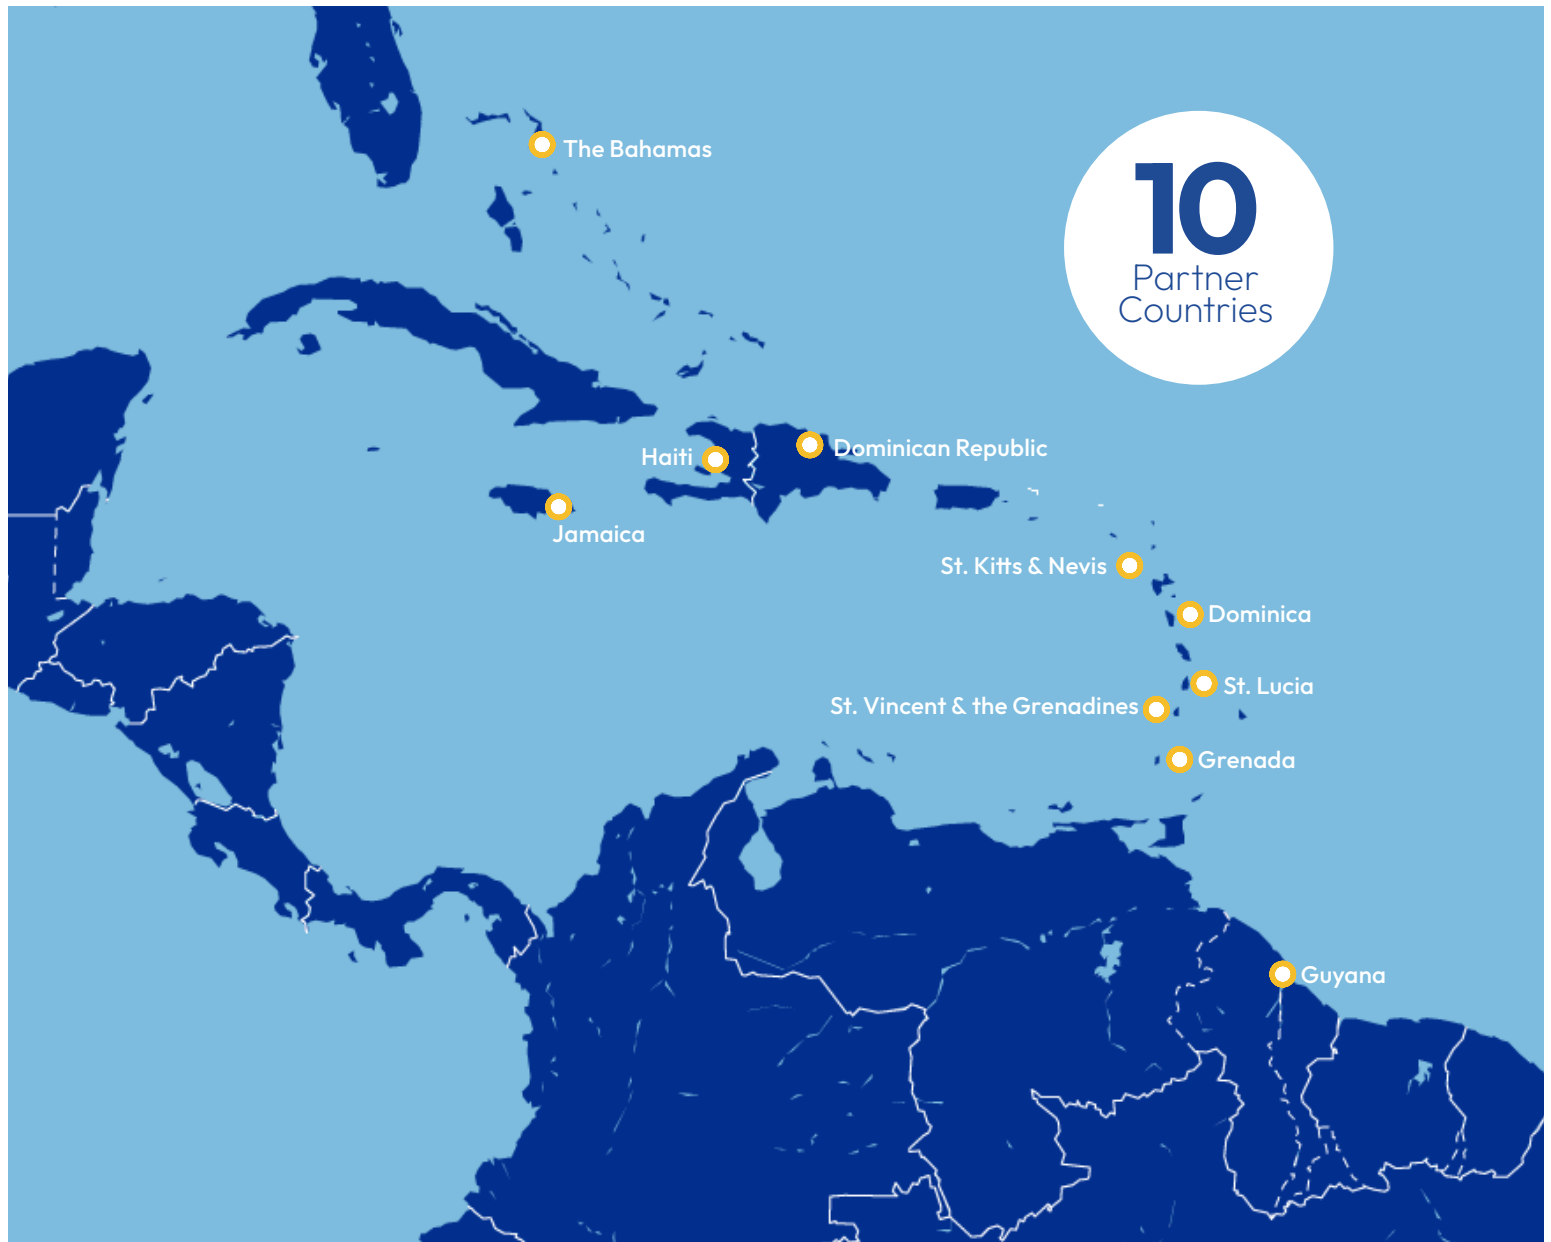 The Bahamas
10
Partner
Countries
Haiti
Dominican Republic
Jamaica
St. Kitts & Nevis
Dominica
St. Lucia
St. Vincent & the Grenadines
Grenada
Guyana